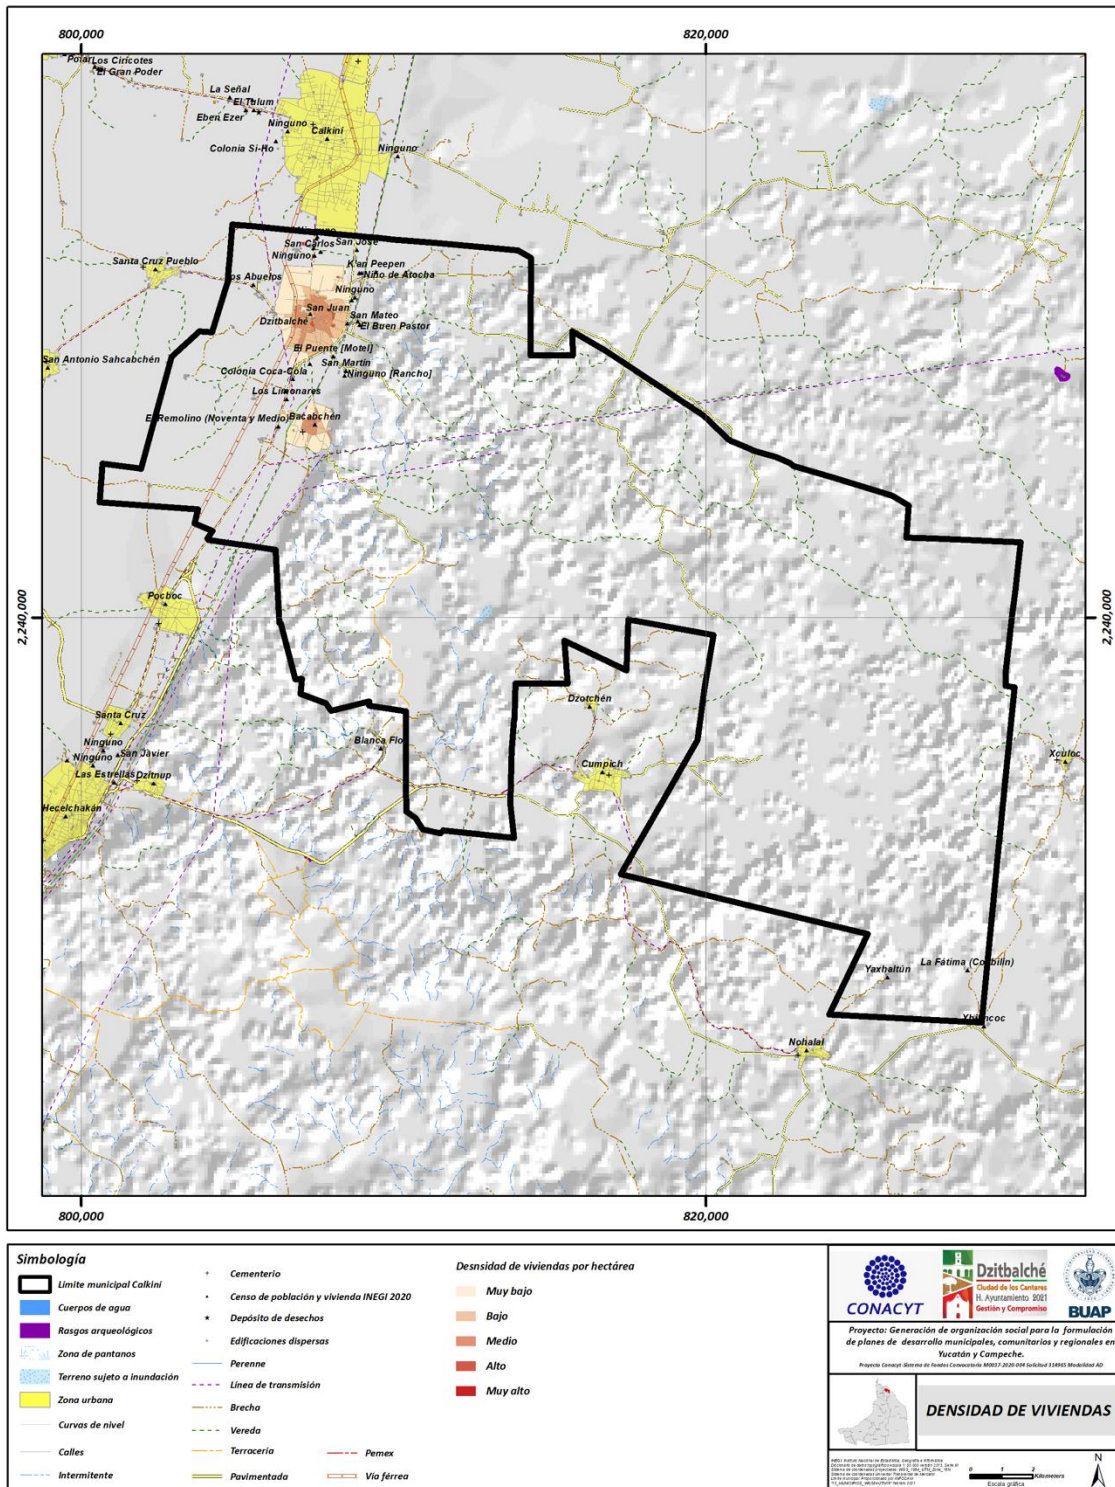 800,000
820,000
Los Ciricotes
El Gran Poder
La Señal
El Tulum
Eben Ezer
Ninguno
Calkiní
Colonia Si-Ho
Ninguno
San Carlos
San José
Ninguno
Santa Cruz Pueblo
K'an Peepen
Niño de Atocha
Los Abuelos
Ninguno
San Juan
San Mateo
Dzitbalché
El Buen Pastor
El Puente [Motel]
San Antonio Sahcabchén
San Martín
Colonia Coca-Cola
Ninguno [Rancho]
Los Limonares
El Remolino (Noventa y Medio)
Bacabchén
Pocboc
2,240,000
2,240,000
Dzotchén
Santa Cruz
Ninguno
San Javier
Ninguno
Blanca Flor
Xculoc
Cumpich
Las Estrellas
Dzitnup
Hecelchakán
Yaxhaltún
Nohalal
800,000
820,000
Simbología
Límite municipal Calkiní
Cuerpos de agua
Rasgos arqueológicos
Zona de pantanos
Terreno sujeto a inundación
Zona urbana
Curvas de nivel
Calles
Intermitente
Cementerio
Censo de población y vivienda INEGI 2020
Depósito de desechos
Edificaciones dispersas
Perenne
Línea de transmisión
Brecha
Vereda
Terracería
Pavimentada
Pemex
Vía férrea
Desnsidad de viviendas por hectárea
Muy bajo
Bajo
Medio
Alto
Muy alto
CONACYT
Dzitbalché
Ciudad de los Cantares
H. Ayuntamiento 2021
Gestión y Compromiso
BUAP
Proyecto: Generación de organización social para la formulación
de planes de desarrollo municipales, comunitarios y regionales en
Yucatán y Campeche.
DENSIDAD DE VIVIENDAS
0 1 2
Kilometers
Escala gráfica
N